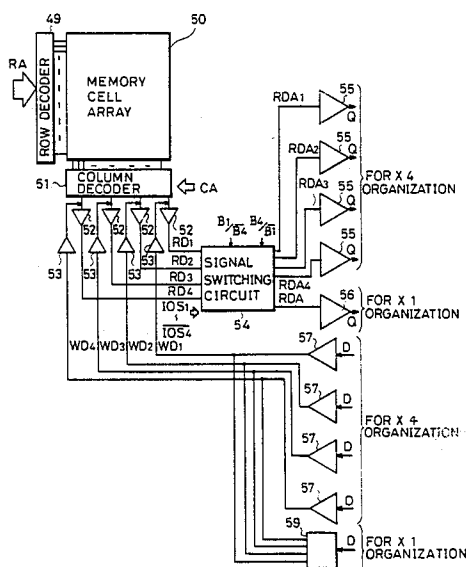 49
50
RA
ROW DECODER
MEMORY
CELL
ARRAY
51
COLUMN
DECODER
CA
52
52
52
52
53
53
53
53
RD1
RD2
RD3
RD4
B1/B4
B4/B1
SIGNAL
SWITCHING
CIRCUIT
54
IOS1
IOS4
RDA1
RDA2
RDA3
RDA4
RDA
55
Q
55
Q
55
Q
55
Q
FOR X 4
ORGANIZATION
56
Q
FOR X 1
ORGANIZATION
WD4
WD3
WD2
WD1
57
D
57
D
57
D
57
D
FOR X 4
ORGANIZATION
59
D
FOR X 1
ORGANIZATION